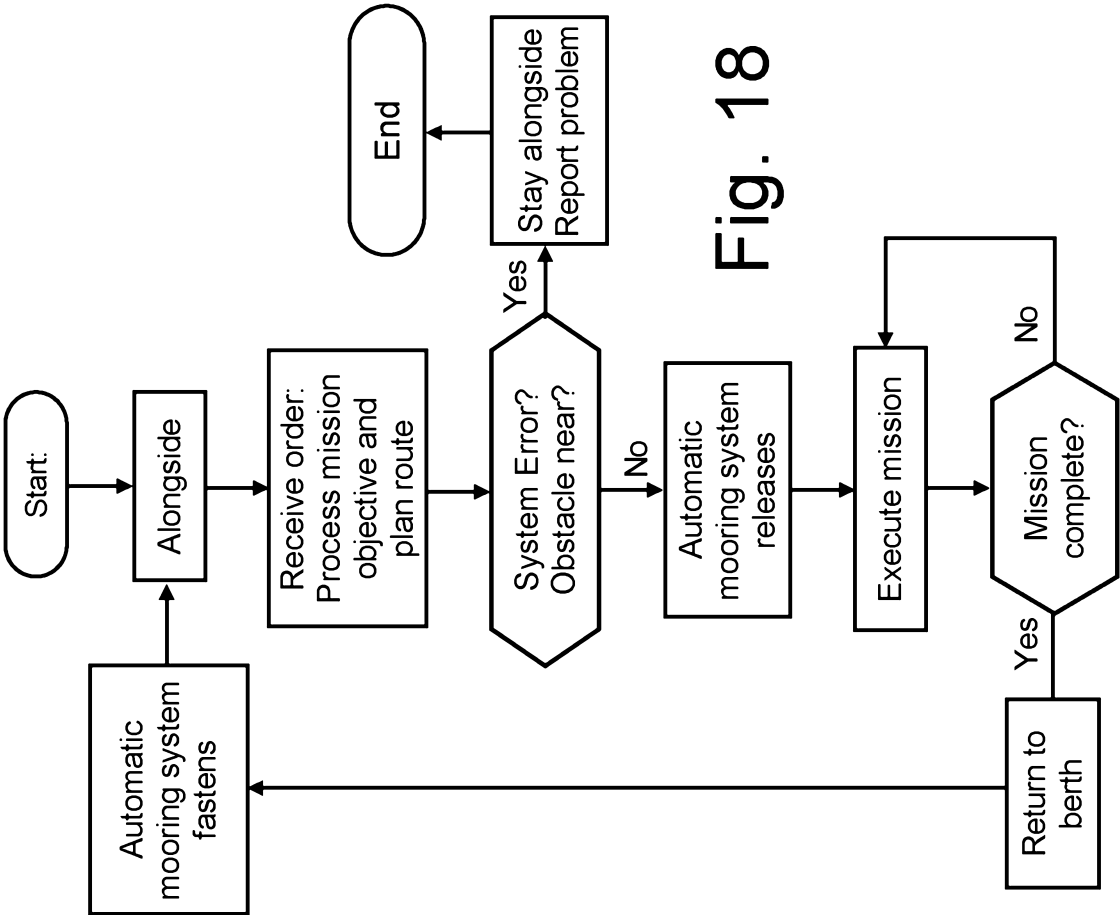 Start:
Alongside
Receive order:
Process mission
objective and
plan route
System Error?
Obstacle near?
Yes
Stay alongside
Report problem
End
No
Automatic
mooring system
releases
Execute mission
Mission
complete?
No
Yes
Return to
berth
Automatic
mooring system
fastens
Fig. 18